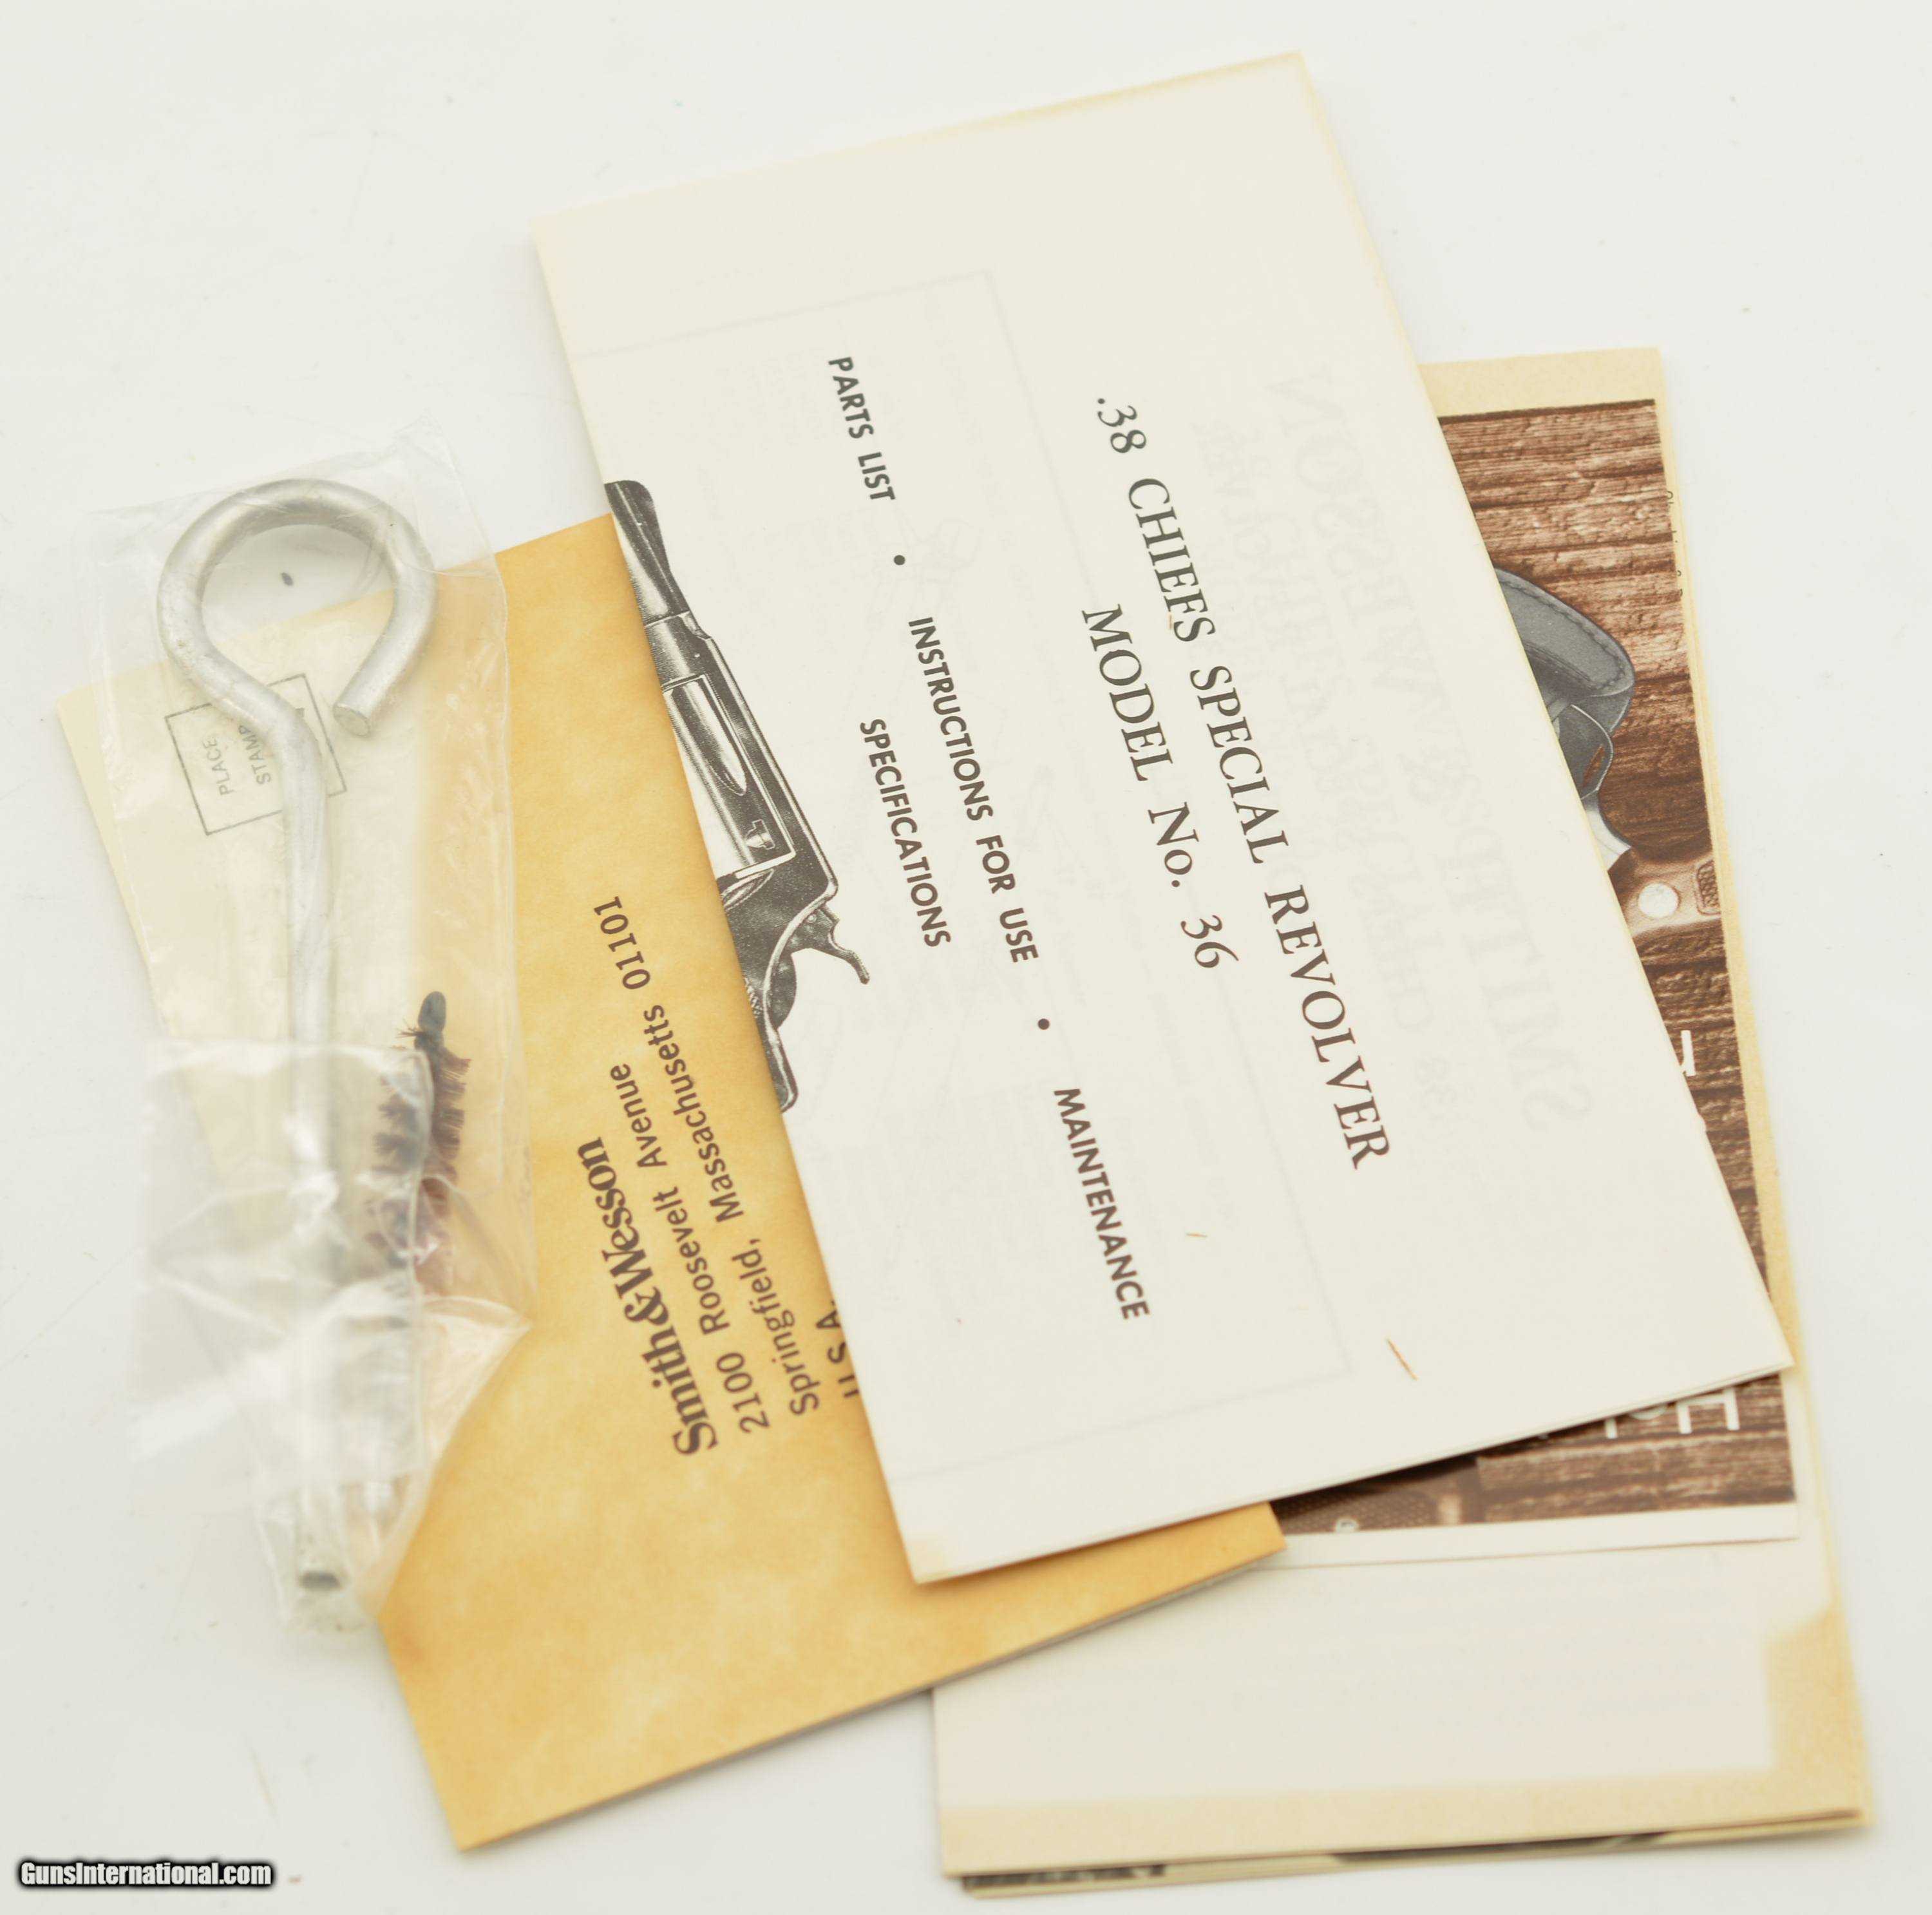 .38 CHIEFS SPECIAL REVOLVER
MODEL No. 36
PARTS LIST • INSTRUCTIONS FOR USE • MAINTENANCE
SPECIFICATIONS
Smith & Wesson
2100 Roosevelt Avenue
Springfield, Massachusetts 01101
U.S.A.
PLACE
STAMP
GunsInternational.com